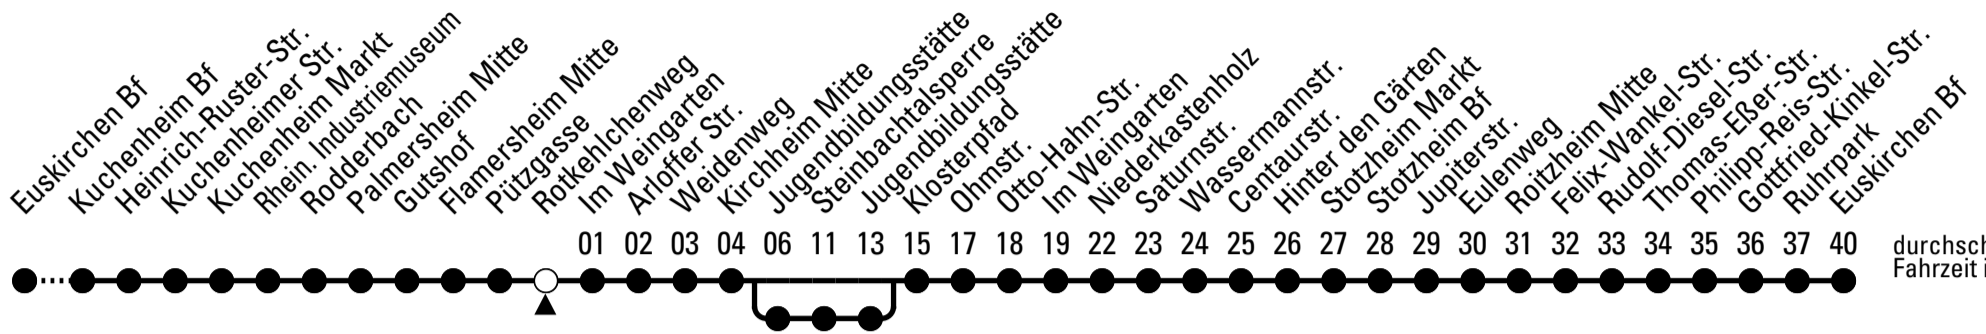 Euskirchen Bf
Kuchenheim Bf
Heinrich-Ruster-Str.
Kuchenheimer Str.
Kuchenheim Markt
Rhein. Industriemuseum
Rodderbach
Palmersheim Mitte
Gutshof
Flamersheim Mitte
Pützgasse
Rotkehlchenweg
Im Weingarten
Arloffer Str.
Weidenweg
Kirchheim Mitte
Jugendbildungsstätte
Steinbachtalsperre
Jugendbildungsstätte
Klosterpfad
Ohmstr.
Otto-Hahn-Str.
Im Weingarten
Niederkastenholz
Saturnstr.
Wassermannstr.
Centaurstr.
Hinter den Gärten
Stotzheim Markt
Stotzheim Bf
Jupiterstr.
Eulenweg
Roitzheim Mitte
Felix-Wankel-Str.
Rudolf-Diesel-Str.
Thomas-Eßer-Str.
Philipp-Reis-Str.
Gottfried-Kinkel-Str.
Ruhrpark
Euskirchen Bf
01 02 03 04 06 11 13 15 17 18 19 22 23 24 25 26 27 28 29 30 31 32 33 34 35 36 37 40
durchsch
Fahrzeit i